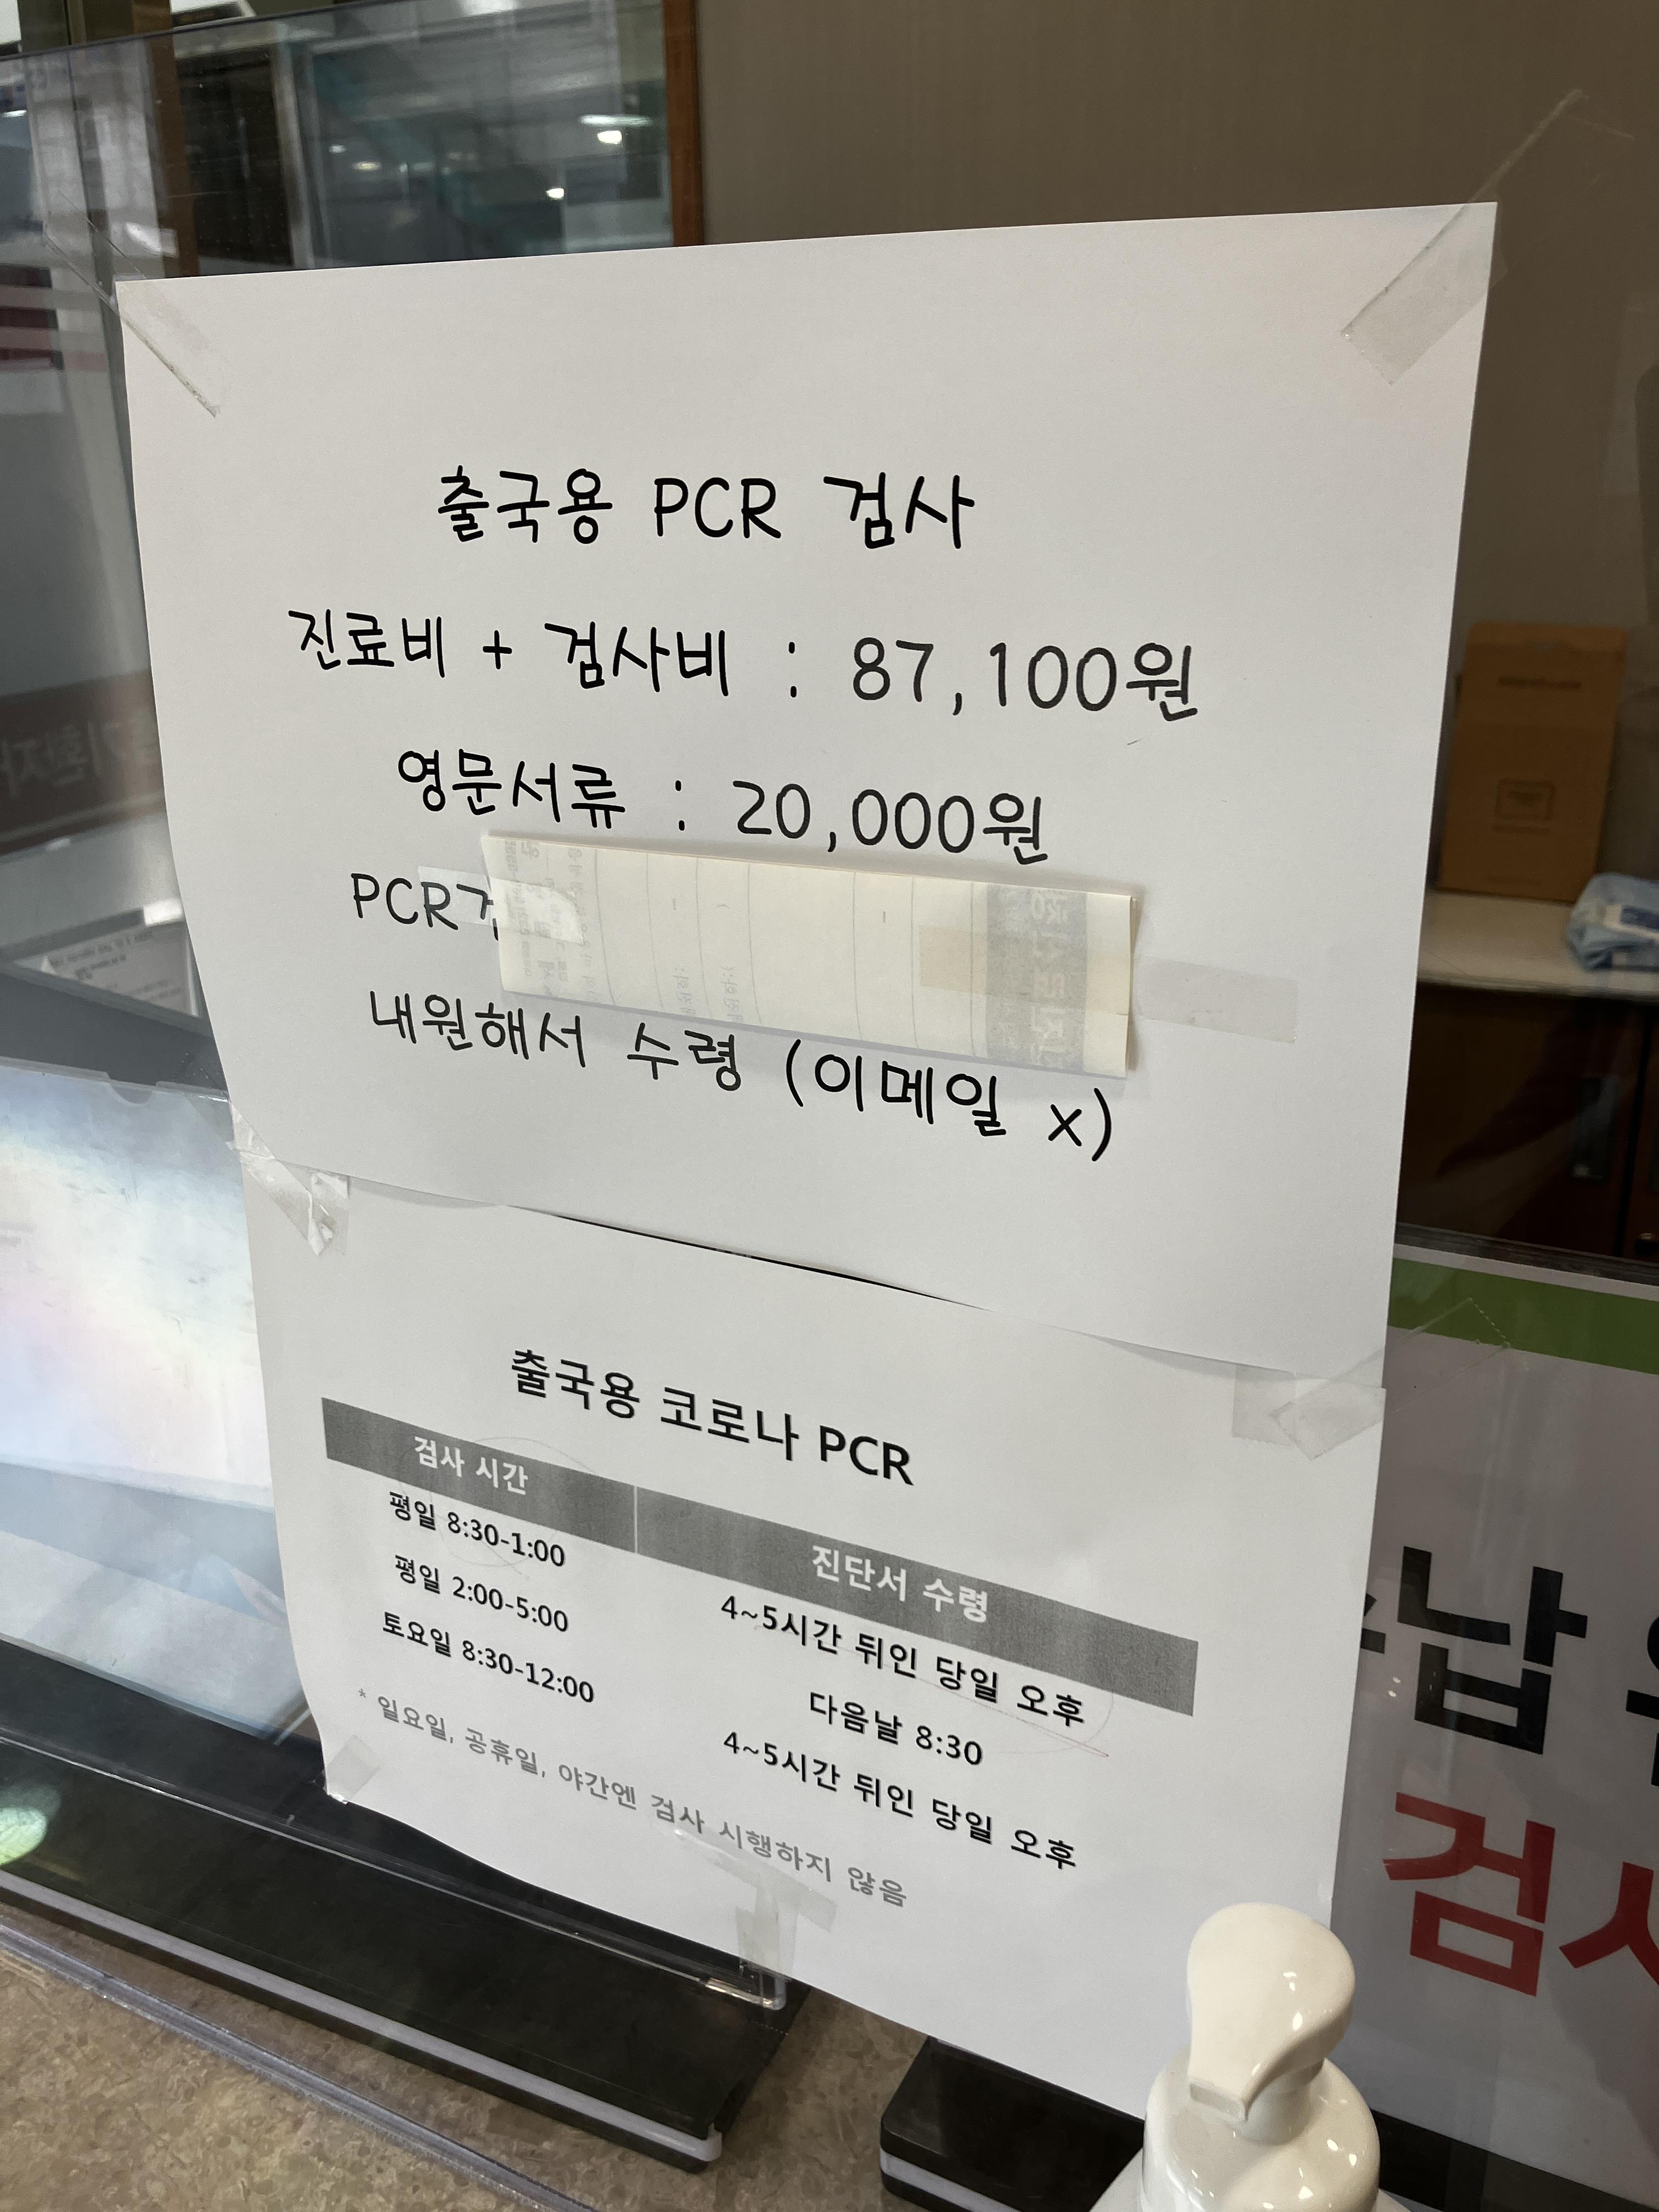 출국용 PCR 검사
진료비 + 검사비 : 87,100원
영문서류 : 20,000원
PCR
내원해서 수령 (이메일 x)
출국용 코로나 PCR
검사 시간 진단서 수령
평일 8:30-1:00 4~5시간 뒤인 당일 오후
평일 2:00-5:00 다음날 8:30
토요일 8:30-12:00 4~5시간 뒤인 당일 오후
* 일요일, 공휴일, 야간엔 검사 시행하지 않음
납
검사